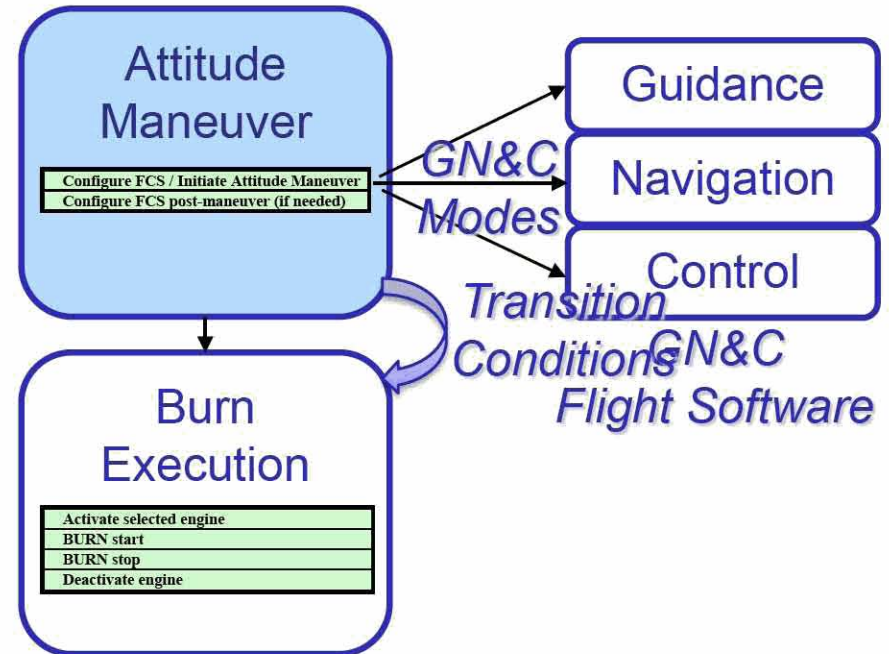 Attitude
Maneuver
Configure FCS / Initiate Attitude Maneuver
Configure FCS post-maneuver (if needed)
GN&C
Modes
Guidance
Navigation
Control
Transition
Conditions
GN&C
Flight Software
Burn
Execution
Activate selected engine
BURN start
BURN stop
Deactivate engine